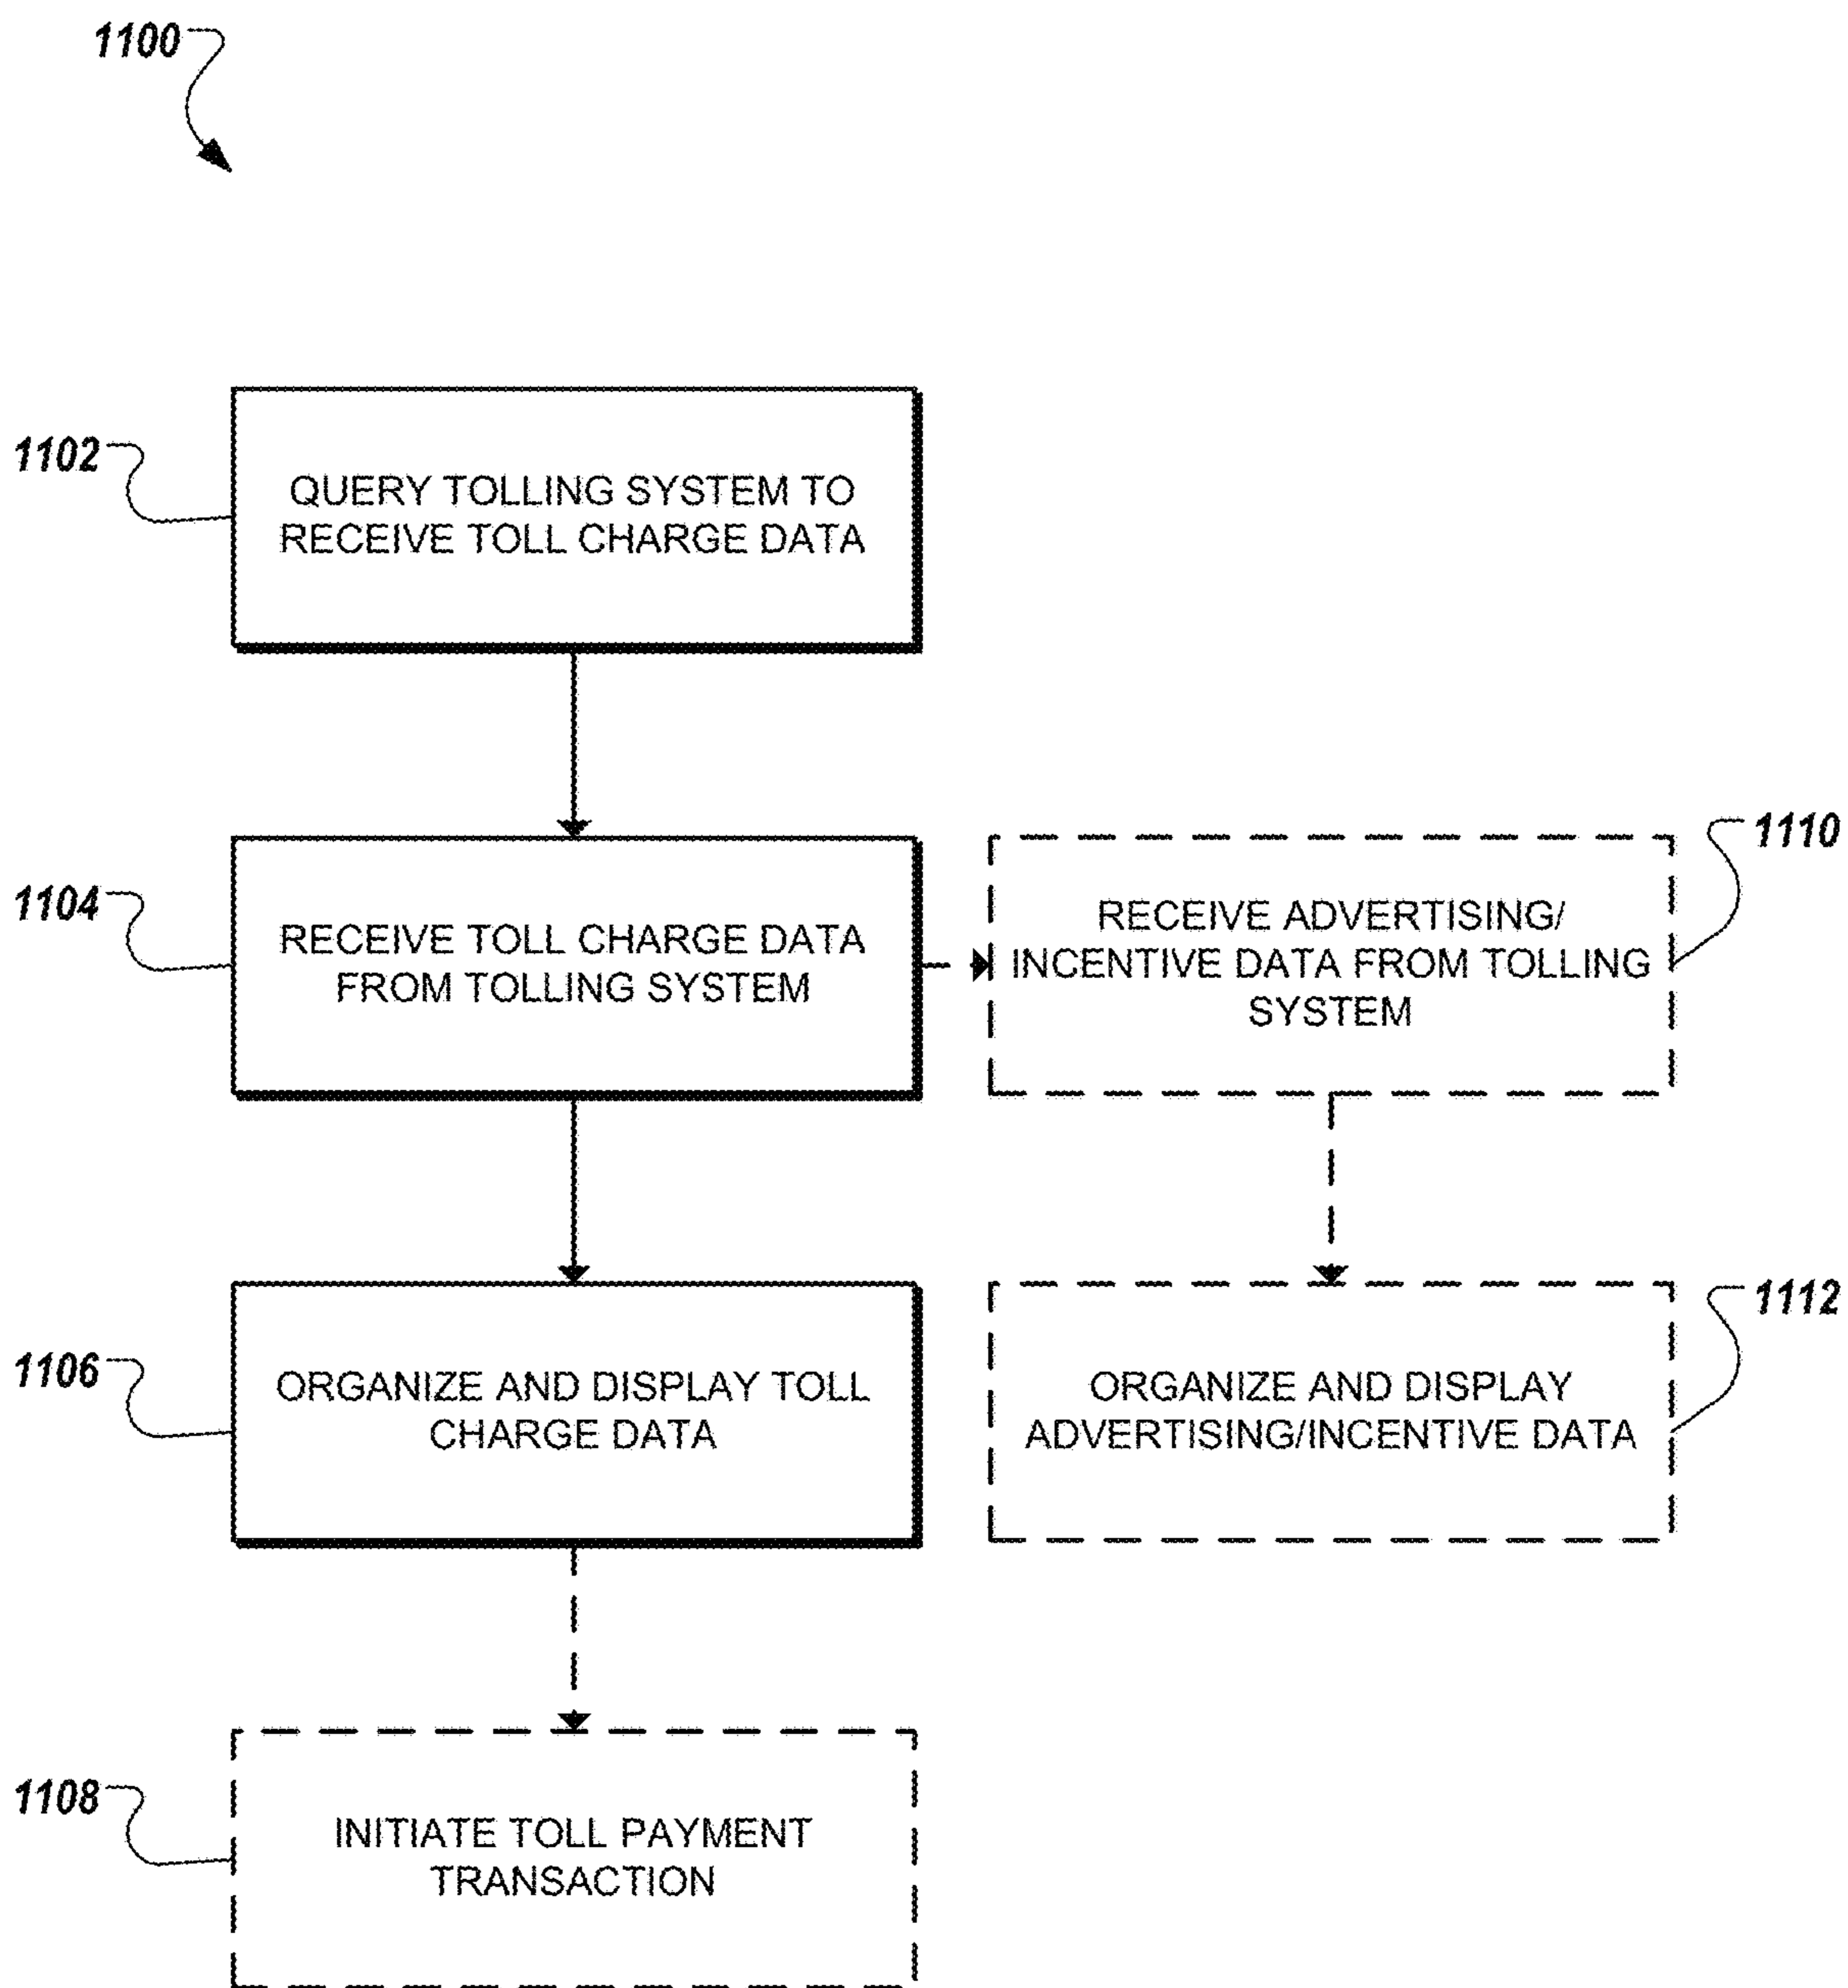 1100
1102
QUERY TOLLING SYSTEM TO
RECEIVE TOLL CHARGE DATA
1104
RECEIVE TOLL CHARGE DATA
FROM TOLLING SYSTEM
1110
RECEIVE ADVERTISING/
INCENTIVE DATA FROM TOLLING
SYSTEM
1106
ORGANIZE AND DISPLAY TOLL
CHARGE DATA
1112
ORGANIZE AND DISPLAY
ADVERTISING/INCENTIVE DATA
1108
INITIATE TOLL PAYMENT
TRANSACTION